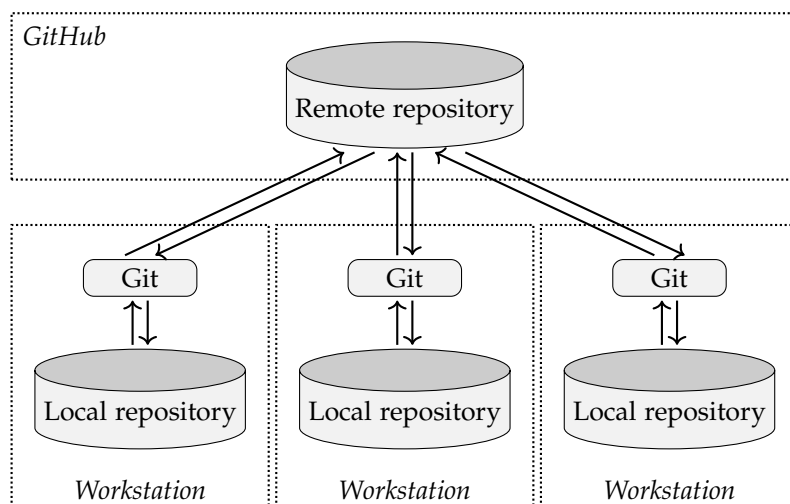 GitHub
Remote repository
Git
Git
Git
Local repository
Local repository
Local repository
Workstation
Workstation
Workstation